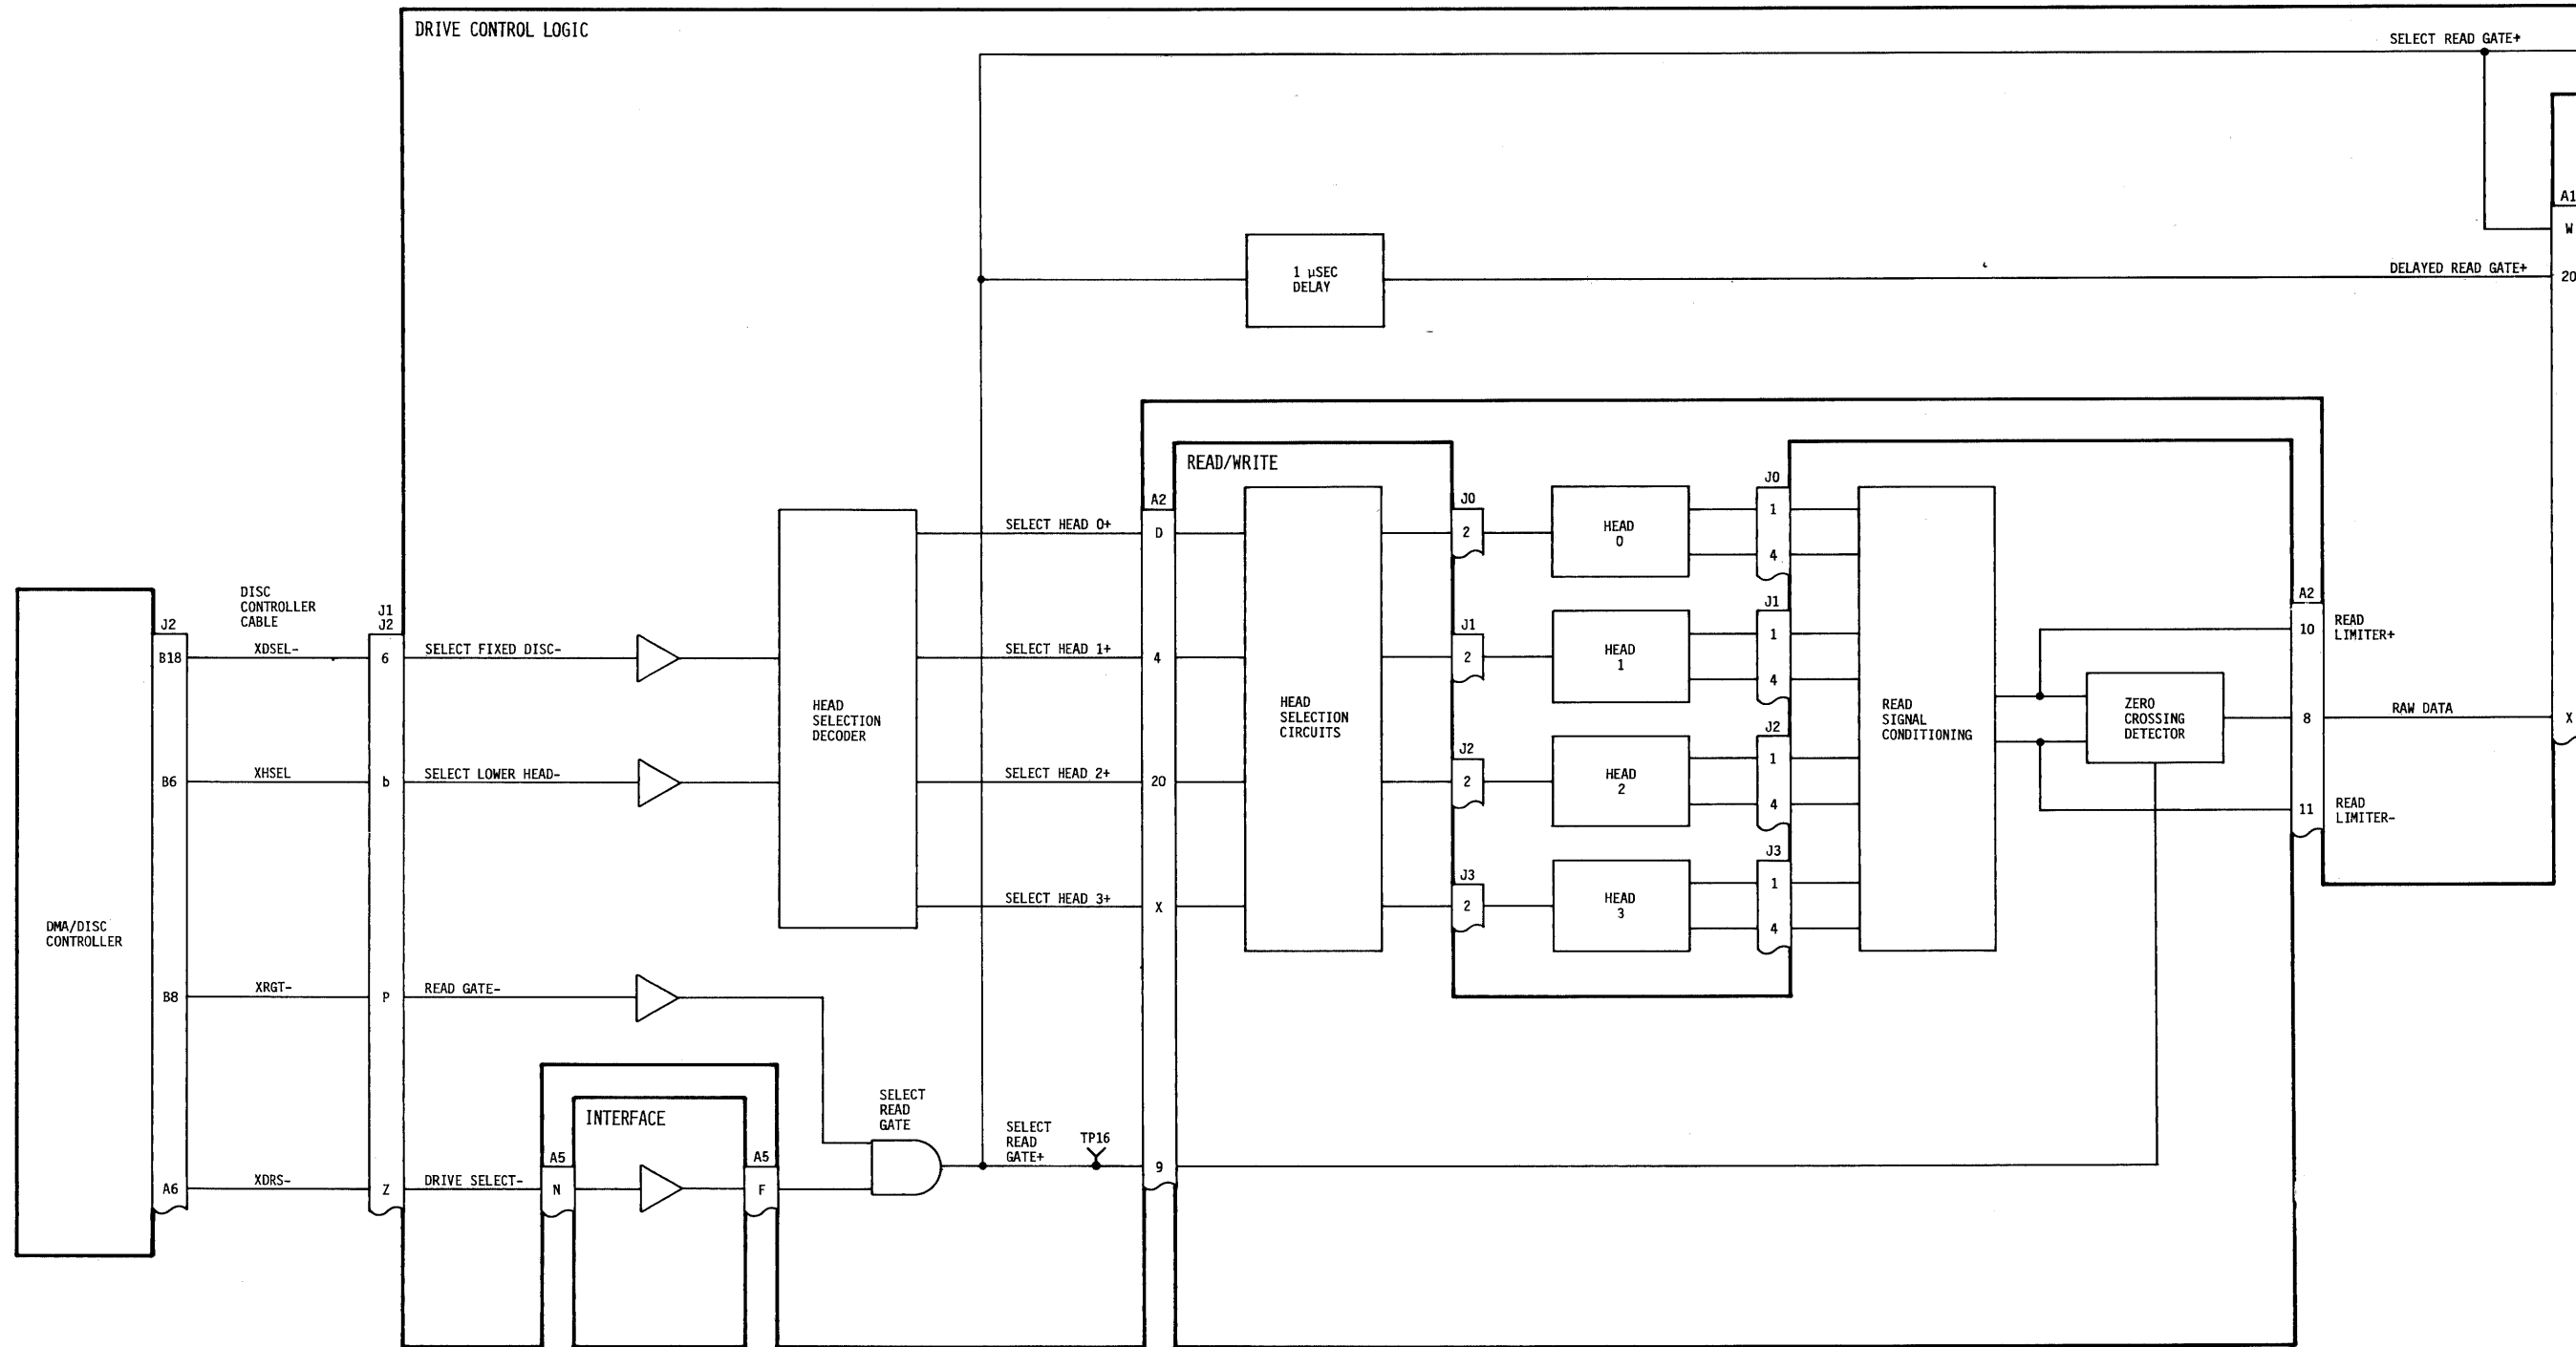 DRIVE CONTROL LOGIC
SELECT READ GATE+
A1
W
1 µSEC
DELAY
DELAYED READ GATE+
20
READ/WRITE
A2
J0
J0
SELECT HEAD 0+
D
2
HEAD
0
1
4
DISC
CONTROLLER
CABLE
J1
J2
J2
XDSEL-
B18
6
SELECT FIXED DISC-
SELECT HEAD 1+
4
J1
2
HEAD
1
J1
1
4
A2
10
READ
LIMITER+
HEAD
SELECTION
DECODER
HEAD
SELECTION
CIRCUITS
READ
SIGNAL
CONDITIONING
ZERO
CROSSING
DETECTOR
8
RAW DATA
X
B6
XHSEL
b
SELECT LOWER HEAD-
SELECT HEAD 2+
20
J2
2
HEAD
2
J2
1
4
11
READ
LIMITER-
SELECT HEAD 3+
X
J3
2
HEAD
3
J3
1
4
DMA/DISC
CONTROLLER
B8
XRGT-
P
READ GATE-
INTERFACE
SELECT
READ
GATE
A5
A5
SELECT
READ
GATE+
TP16
9
A6
XDRS-
Z
DRIVE SELECT-
N
F